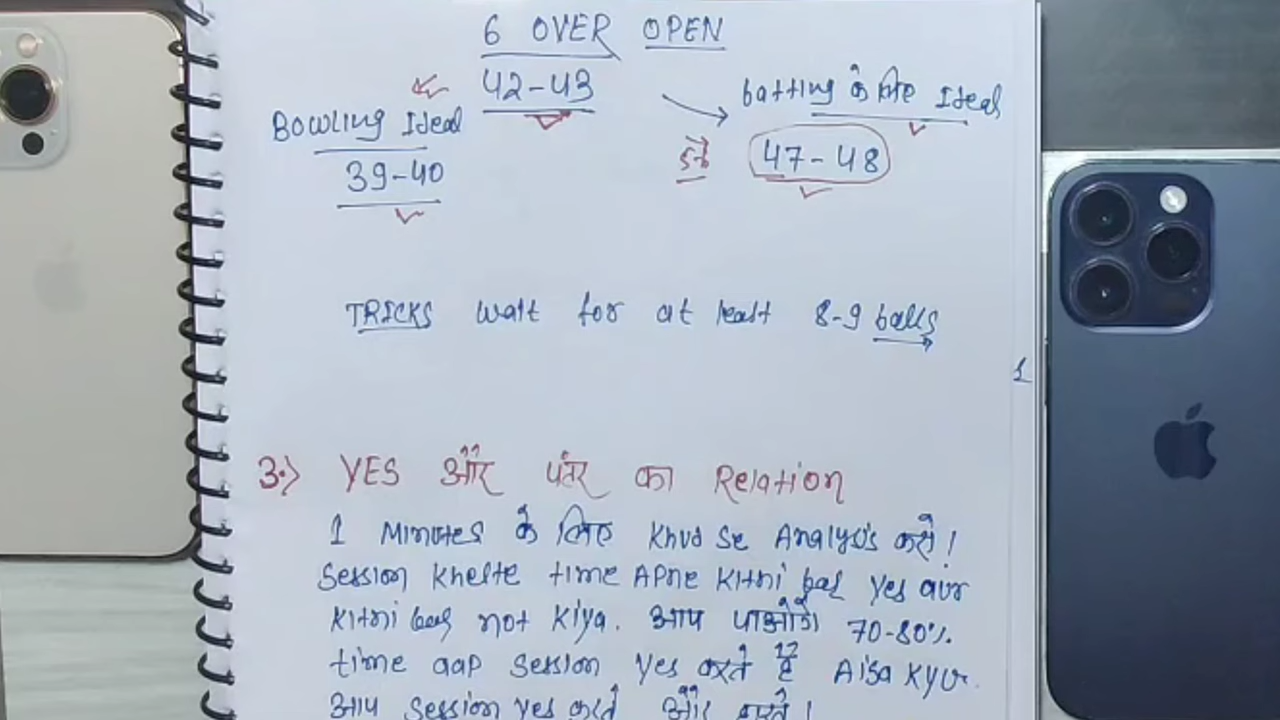 6 OVER OPEN
42-43
Bowling Ideal
39-40
batting के लिए Ideal
47-48
TRICKS wait for at least 8-9 balls
1
3.) YES और पंतर का Relation
1 Minutes के लिए Khud se Analysis करो!
Session Khelte time APne Kitni bar Yes aur
Kitni bar not Kiya. आप पाओगे 70-80%
time aap session Yes करते है Aisa Kyu.
आप session yes करते और